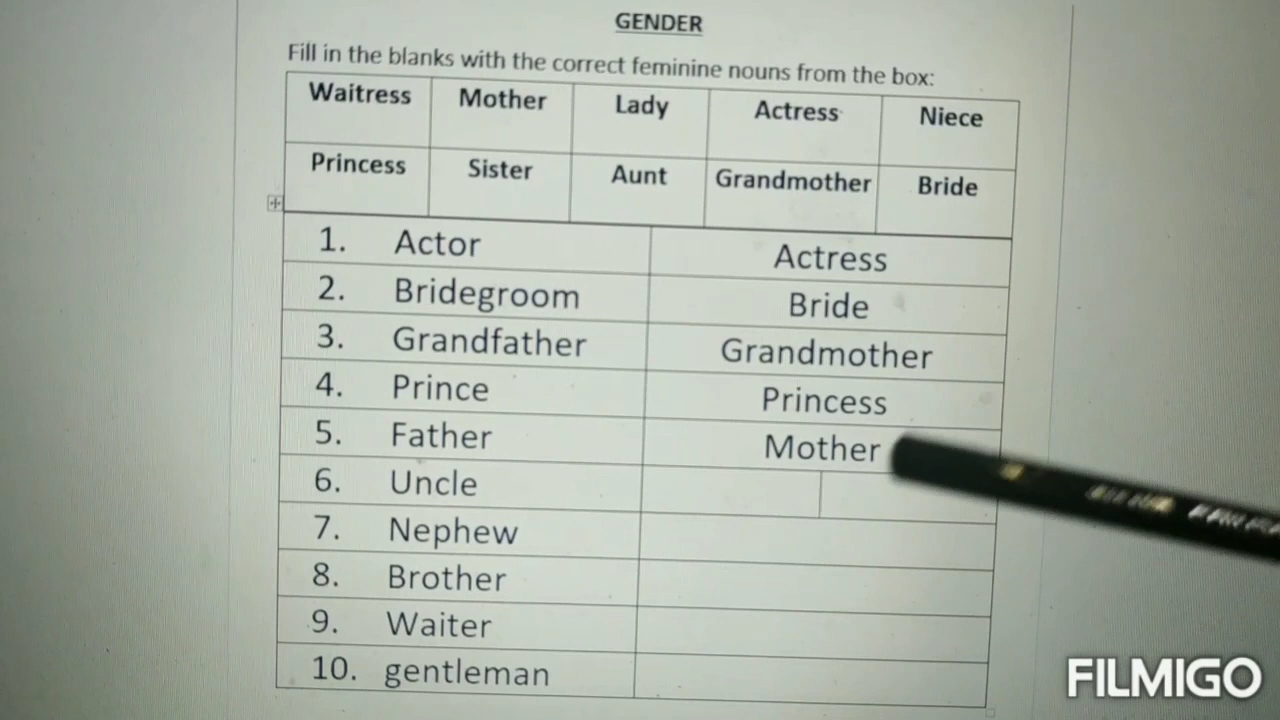 GENDER
Fill in the blanks with the correct feminine nouns from the box:
Waitress Mother Lady Actress Niece
Princess Sister Aunt Grandmother Bride
1. Actor Actress
2. Bridegroom Bride
3. Grandfather Grandmother
4. Prince Princess
5. Father Mother
6. Uncle
7. Nephew
8. Brother
9. Waiter
10. gentleman
FILMIGO